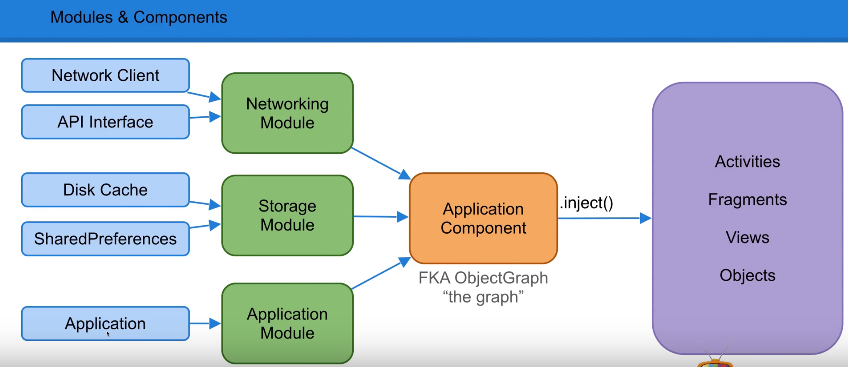 Modules & Components
Network Client
API Interface
Networking
Module
Disk Cache
SharedPreferences
Storage
Module
Application
Application
Module
Application
Component
FKA ObjectGraph
“the graph”
.inject()
Activities
Fragments
Views
Objects